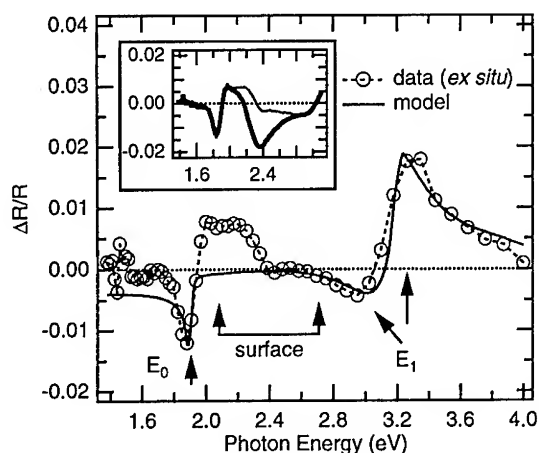 0.04
0.03
0.02
0.01
0.00
-0.01
-0.02
ΔR/R
0.02
0.00
-0.02
1.6 2.4
data (ex situ)
model
E0
surface
E1
1.6 2.0 2.4 2.8 3.2 3.6 4.0
Photon Energy (eV)